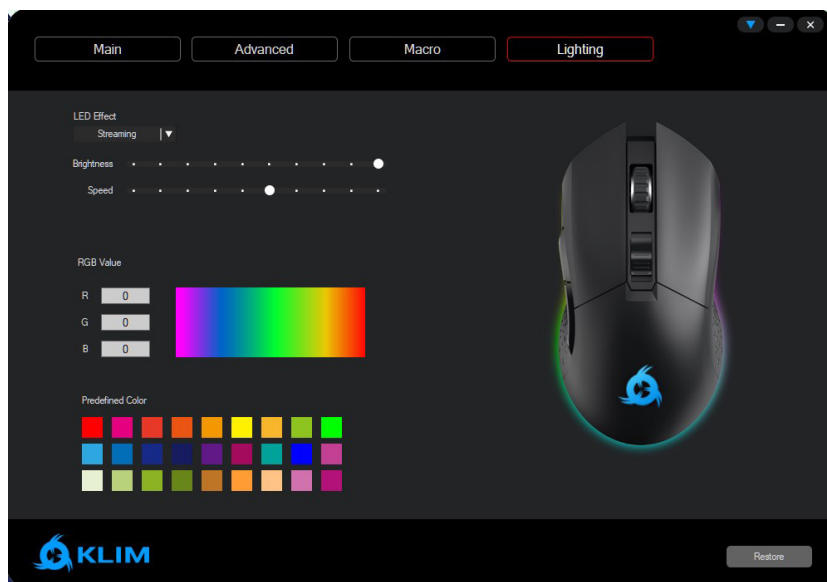 Main Advanced Macro Lighting
LED Effect
Streaming
Brightness
Speed
RGB Value
R 0
G 0
B 0
Predefined Color
KLIM
Restore